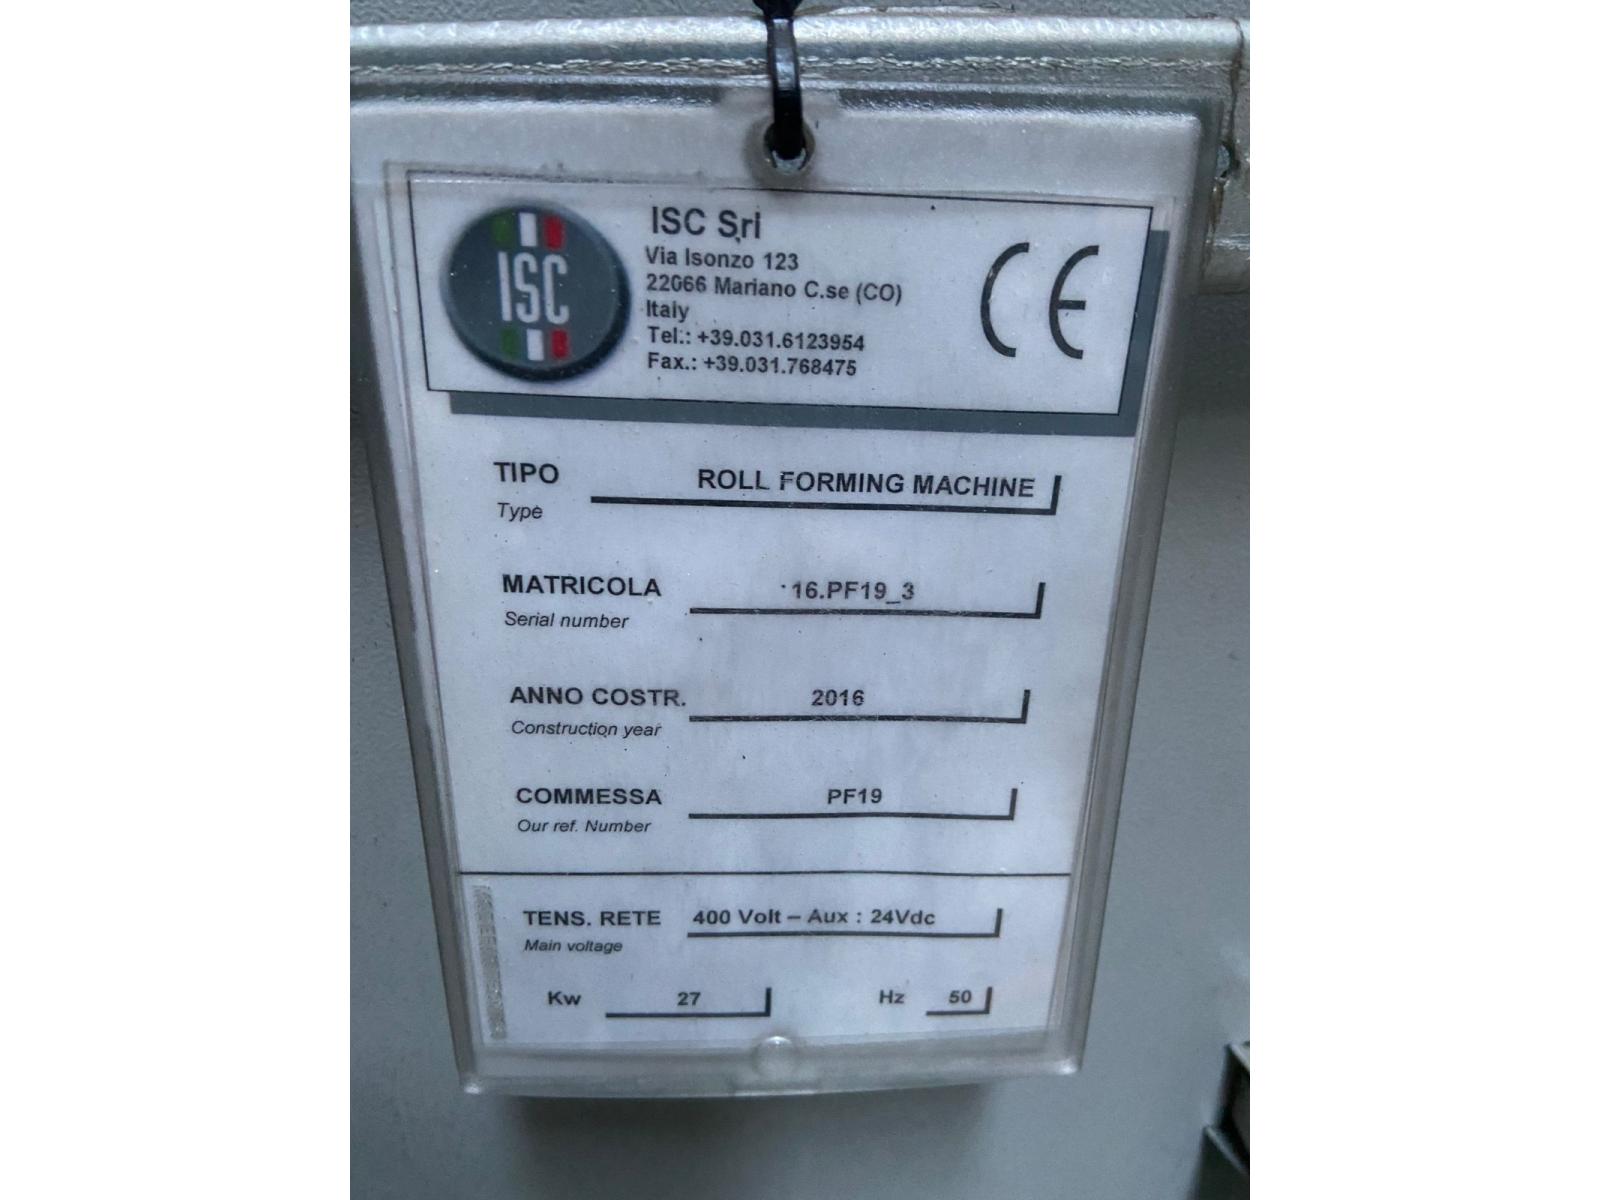 ISC
ISC Srl
Via Isonzo 123
22066 Mariano C.se (CO)
Italy
Tel.: +39.031.6123954
Fax.: +39.031.768475
CE
TIPO ROLL FORMING MACHINE
Type
MATRICOLA 16.PF19_3
Serial number
ANNO COSTR. 2016
Construction year
COMMESSA PF19
Our ref. Number
TENS. RETE 400 Volt – Aux : 24Vdc
Main voltage
Kw 27 Hz 50